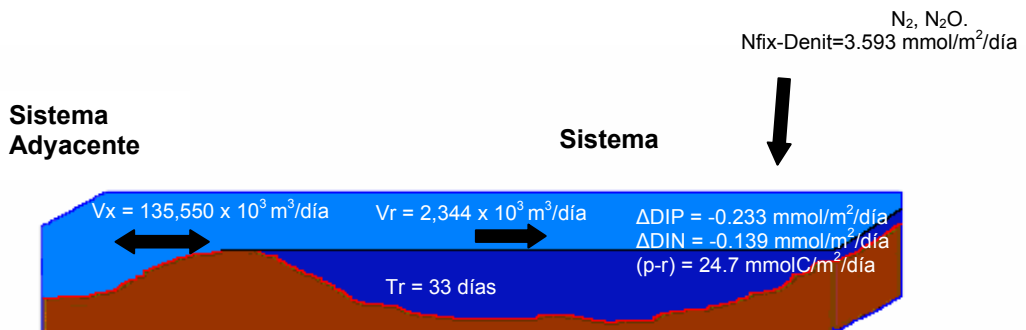 N₂, N₂O.
Nfix-Denit=3.593 mmol/m²/día
Sistema
Adyacente
Sistema
Vx = 135,550 x 10³ m³/día
Vr = 2,344 x 10³ m³/día
ΔDIP = -0.233 mmol/m²/día
ΔDIN = -0.139 mmol/m²/día
(p-r) = 24.7 mmolC/m²/día
Tr = 33 días